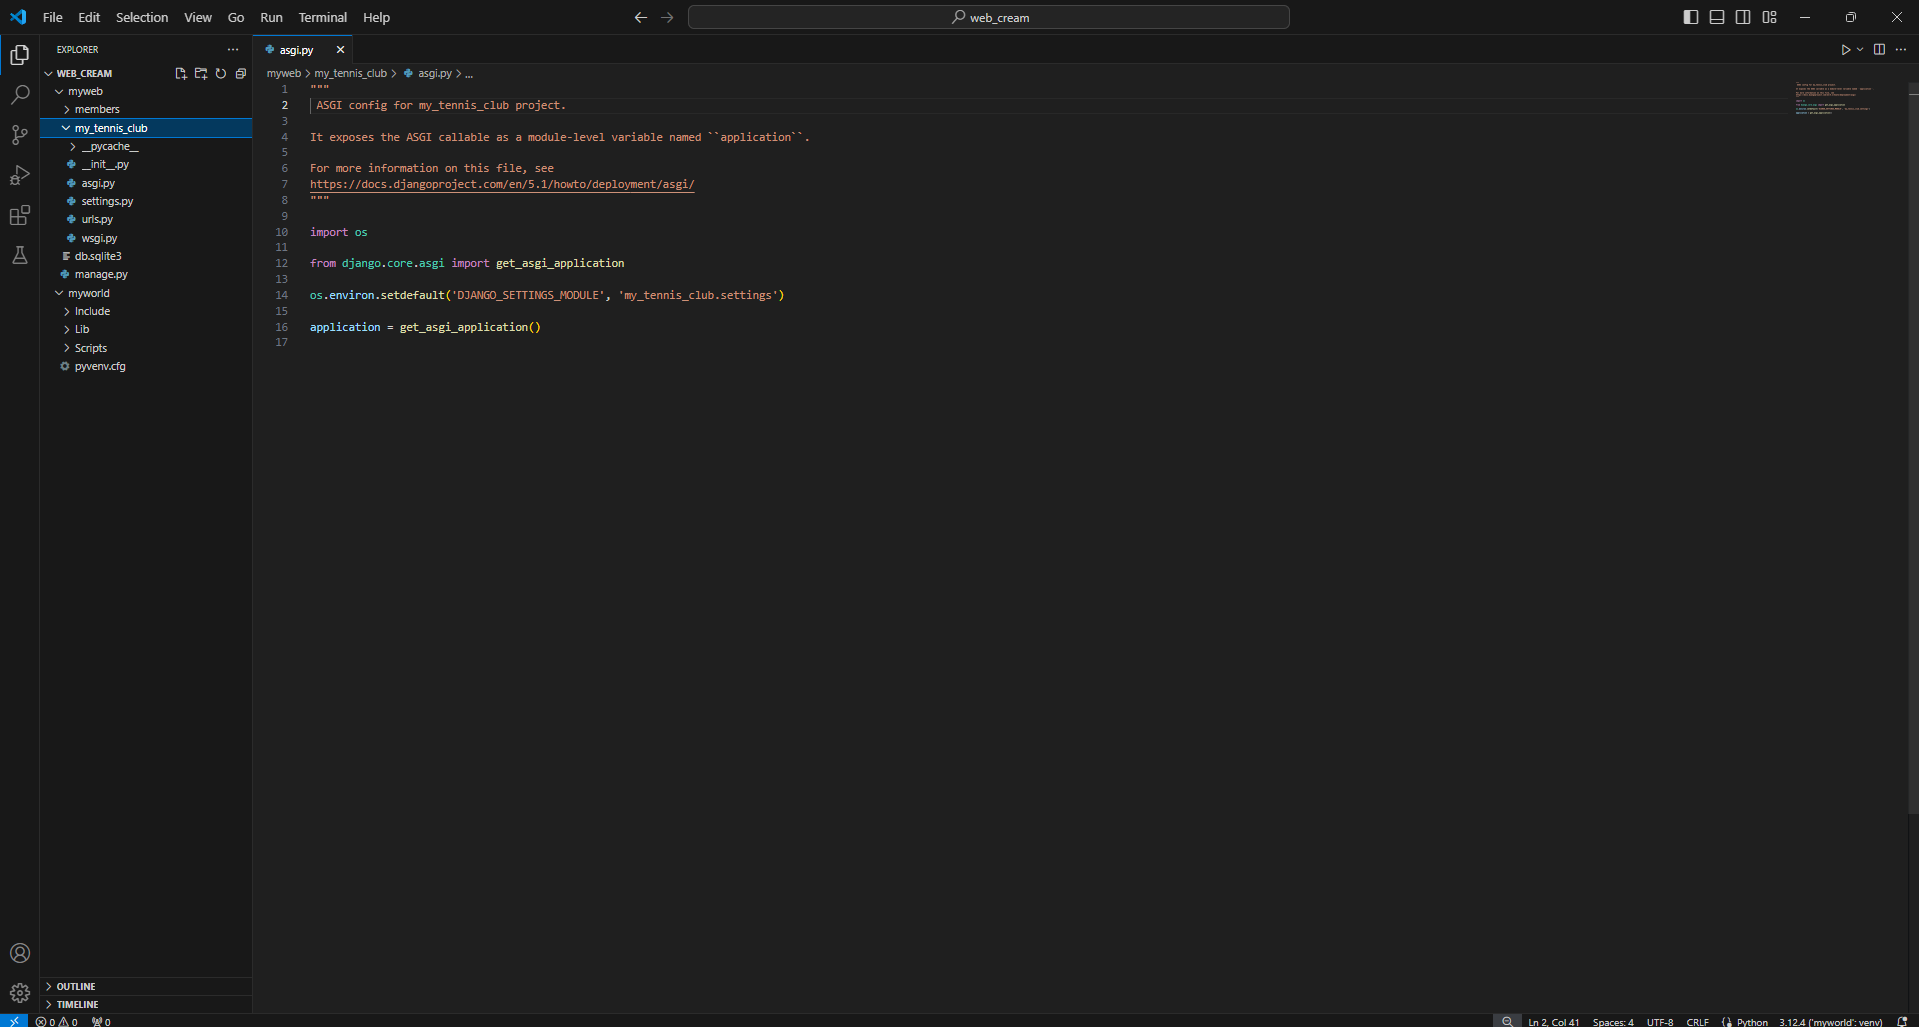 File Edit Selection View Go Run Terminal Help
web_cream
EXPLORER
WEB_CREAM
myweb
members
my_tennis_club
__pycache__
__init__.py
asgi.py
settings.py
urls.py
wsgi.py
db.sqlite3
manage.py
myworld
Include
Lib
Scripts
pyvenv.cfg
OUTLINE
TIMELINE
asgi.py
myweb > my_tennis_club > asgi.py > ...
1 """
2 ASGI config for my_tennis_club project.
3
4 It exposes the ASGI callable as a module-level variable named ``application``.
5
6 For more information on this file, see
7 https://docs.djangoproject.com/en/5.1/howto/deployment/asgi/
8 """
9
10 import os
11
12 from django.core.asgi import get_asgi_application
13
14 os.environ.setdefault('DJANGO_SETTINGS_MODULE', 'my_tennis_club.settings')
15
16 application = get_asgi_application()
17
0 0 0 Ln 2, Col 41 Spaces: 4 UTF-8 CRLF Python 3.12.4 ('myworld': venv)